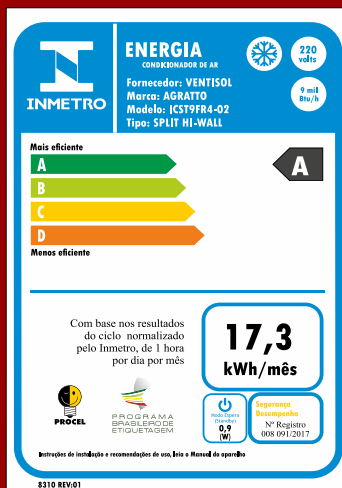 INMETRO
ENERGIA
CONDICIONADOR DE AR
Fornecedor: VENTISOL
Marca: AGRATTO
Modelo: JCST9FR4-02
Tipo: SPLIT HI-WALL
220
volts
9 mil
Btu/h
Mais eficiente
A
B
C
D
Menos eficiente
A
Com base nos resultados
do ciclo normalizado
pelo Inmetro, de 1 hora
por dia por mês
17,3
kWh/mês
PROCEL
PROGRAMA
BRASILEIRO DE
ETIQUETAGEM
Modo Espera
(Standby)
0,9
(W)
Segurança
Desempenho
Nº Registro
008 091/2017
Instruções de instalação e recomendações de uso, leia o Manual do aparelho
8310 REV:01